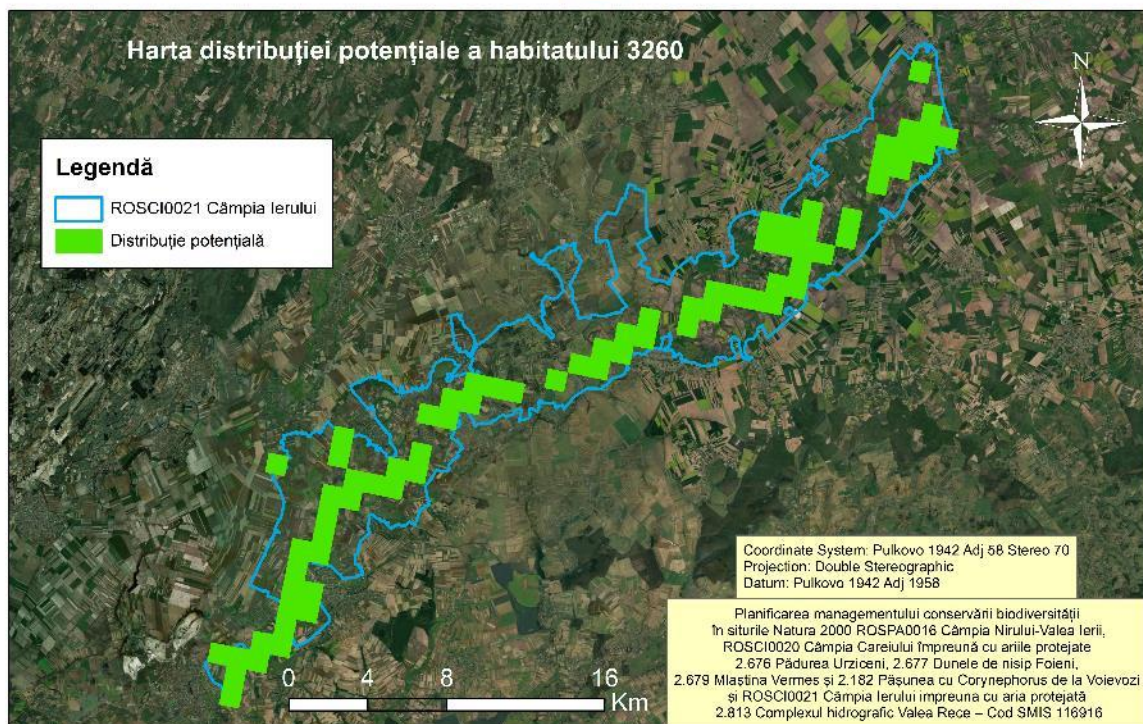 Harta distribuției potențiale a habitatului 3260
N
Legendă
ROSCI0021 Câmpia Ierului
Distribuție potențială
Coordinate System: Pulkovo 1942 Adj 58 Stereo 70
Projection: Double Stereographic
Datum: Pulkovo 1942 Adj 1958
Planificarea managementului conservării biodiversității
în siturile Natura 2000 ROSPA0016 Câmpia Nirului-Valea Ierii,
ROSCI0020 Câmpia Careiului împreună cu ariile protejate
2.676 Pădurea Urziceni, 2.677 Dunele de nisip Foieni,
2.679 Mlaștina Vermes și 2.182 Pășunea cu Corynephorus de la Voievozi
și ROSCI0021 Câmpia Ierului impreuna cu aria protejată
2.813 Complexul hidrografic Valea Rece – Cod SMIS 116916
0 4 8 16
Km